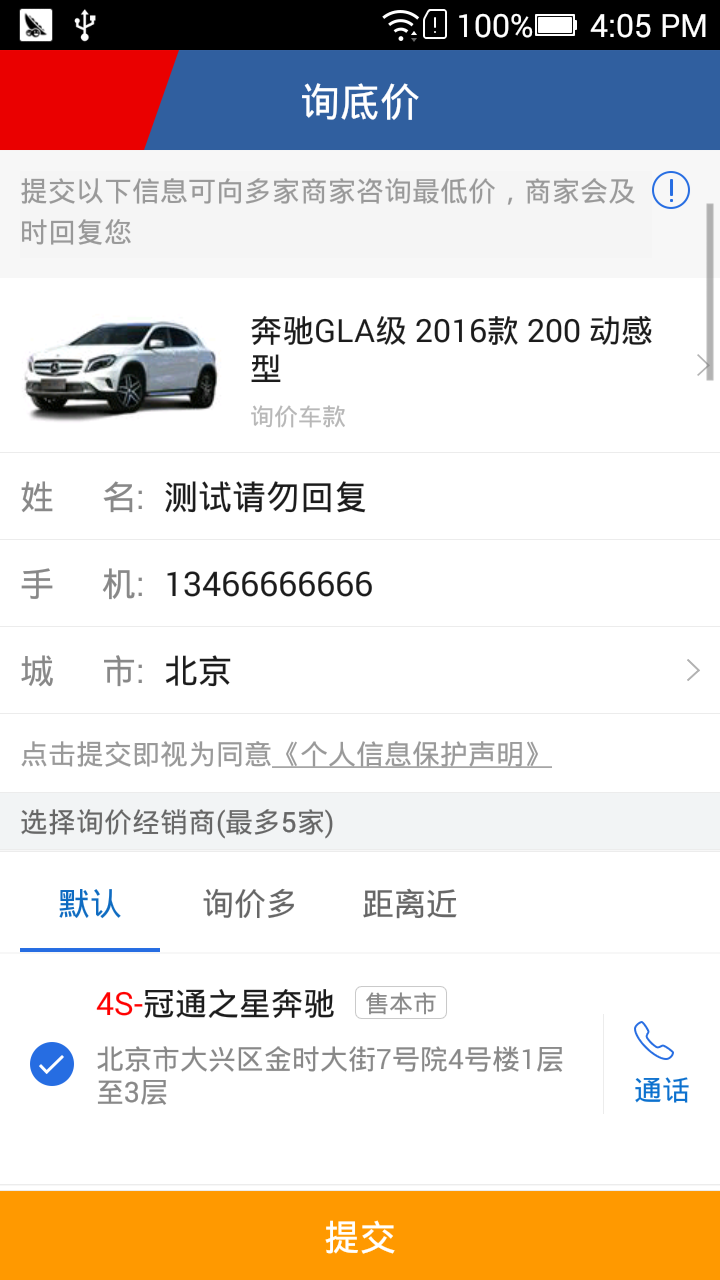 100% 4:05 PM
询底价
提交以下信息可向多家商家咨询最低价，商家会及
时回复您
奔驰GLA级 2016款 200 动感
型
询价车款
姓 名: 测试请勿回复
手 机: 13466666666
城 市: 北京
点击提交即视为同意《个人信息保护声明》
选择询价经销商(最多5家)
默认 询价多 距离近
4S-冠通之星奔驰 售本市
北京市大兴区金时大街7号院4号楼1层
至3层
通话
提交